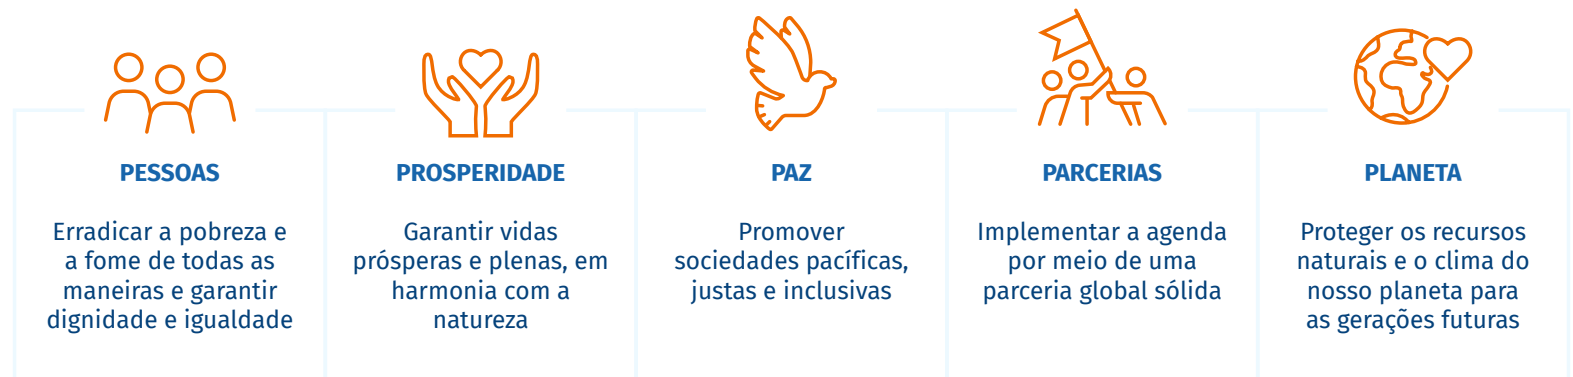 PESSOAS
Erradicar a pobreza e
a fome de todas as
maneiras e garantir
dignidade e igualdade
PROSPERIDADE
Garantir vidas
prósperas e plenas, em
harmonia com a
natureza
PAZ
Promover
sociedades pacíficas,
justas e inclusivas
PARCERIAS
Implementar a agenda
por meio de uma
parceria global sólida
PLANETA
Proteger os recursos
naturais e o clima do
nosso planeta para
as gerações futuras